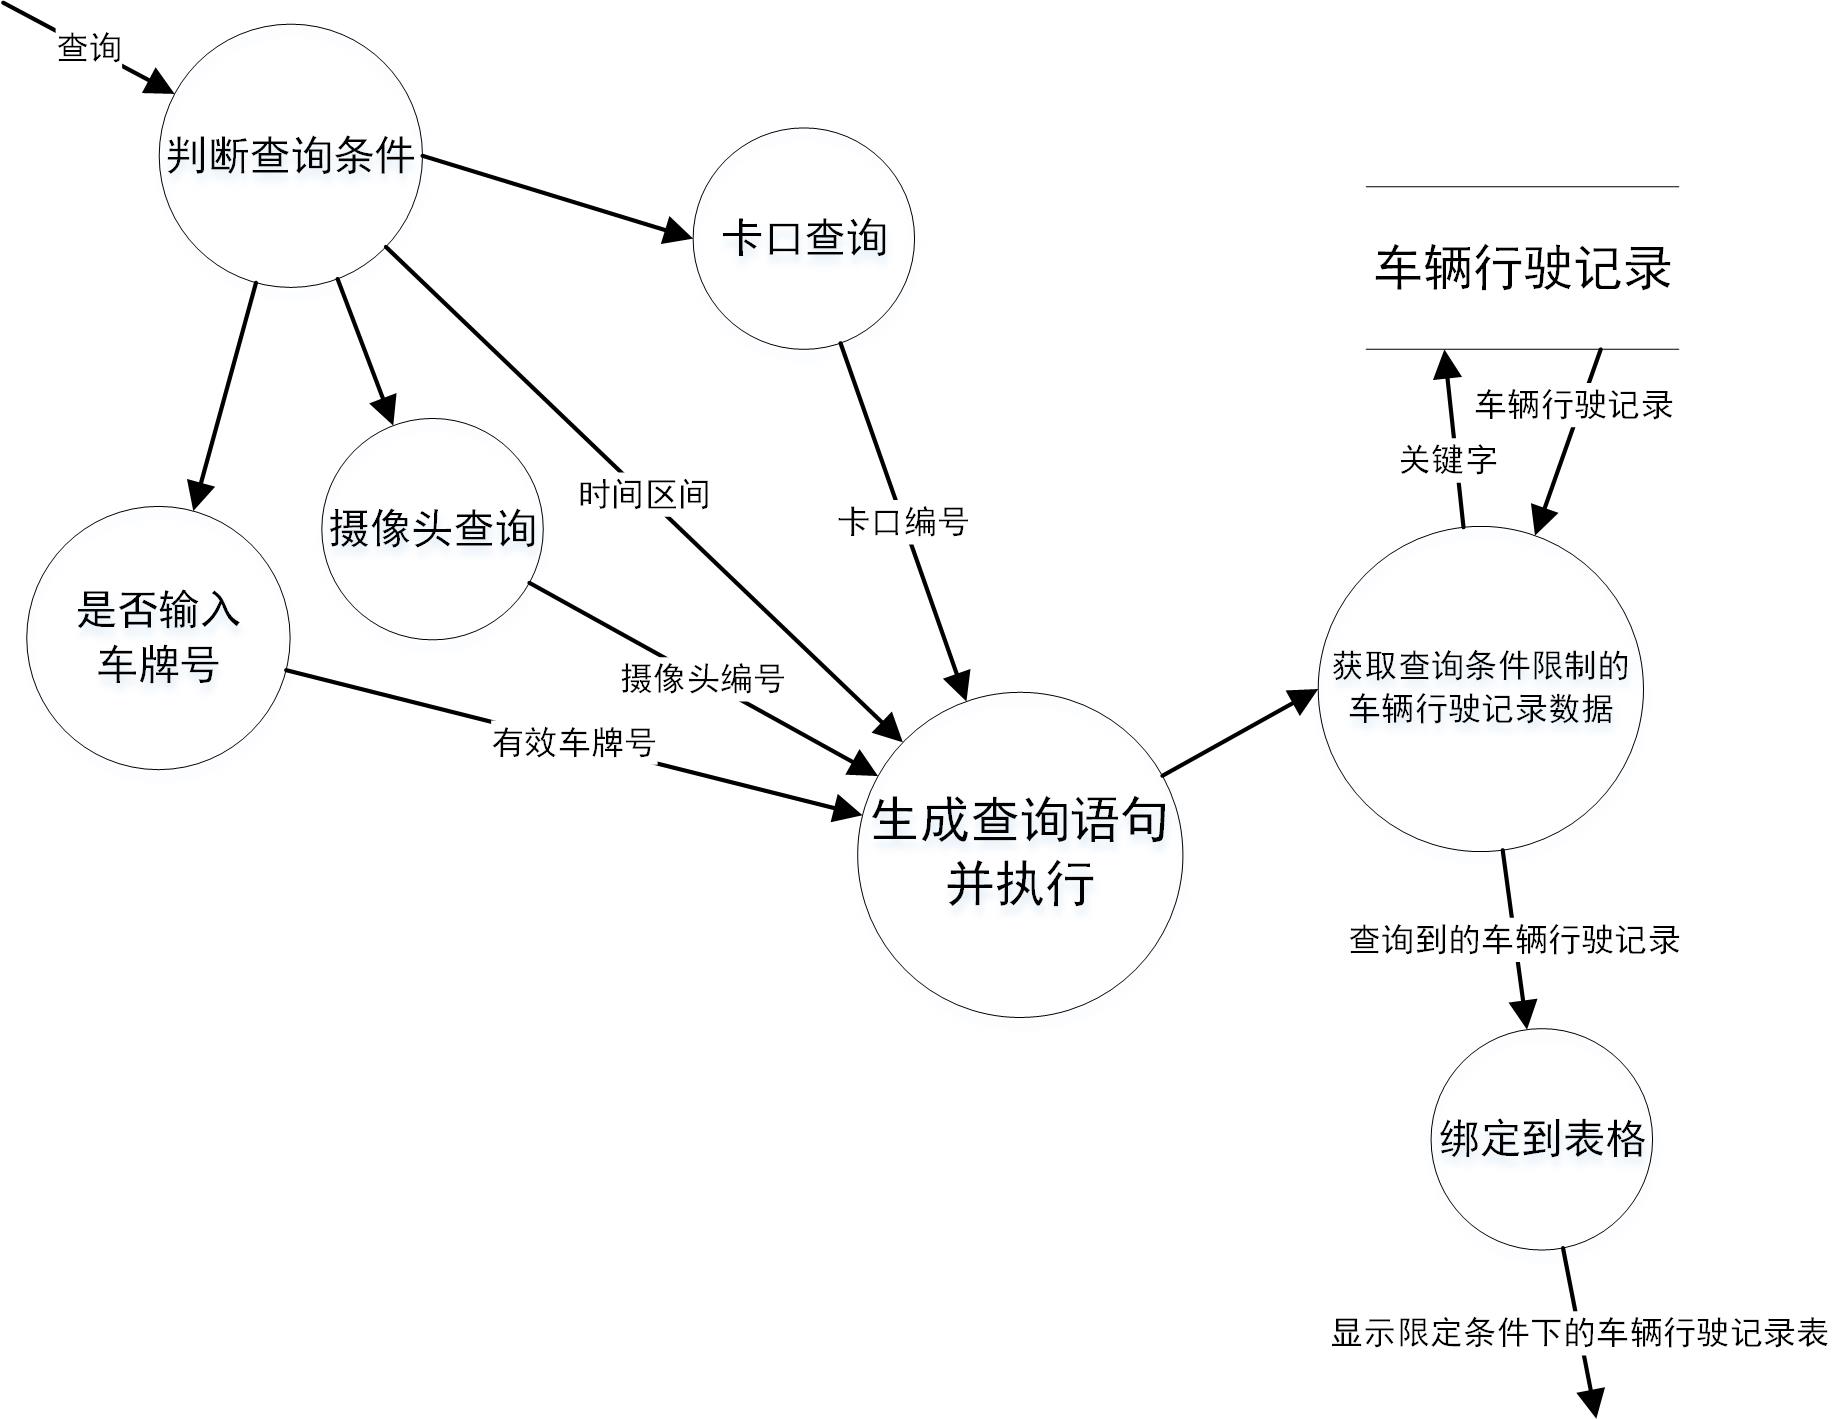 查询
判断查询条件
卡口查询
车辆行驶记录
车辆行驶记录
关键字
时间区间
卡口编号
摄像头查询
是否输入
车牌号
摄像头编号
有效车牌号
获取查询条件限制的
车辆行驶记录数据
生成查询语句
并执行
查询到的车辆行驶记录
绑定到表格
显示限定条件下的车辆行驶记录表